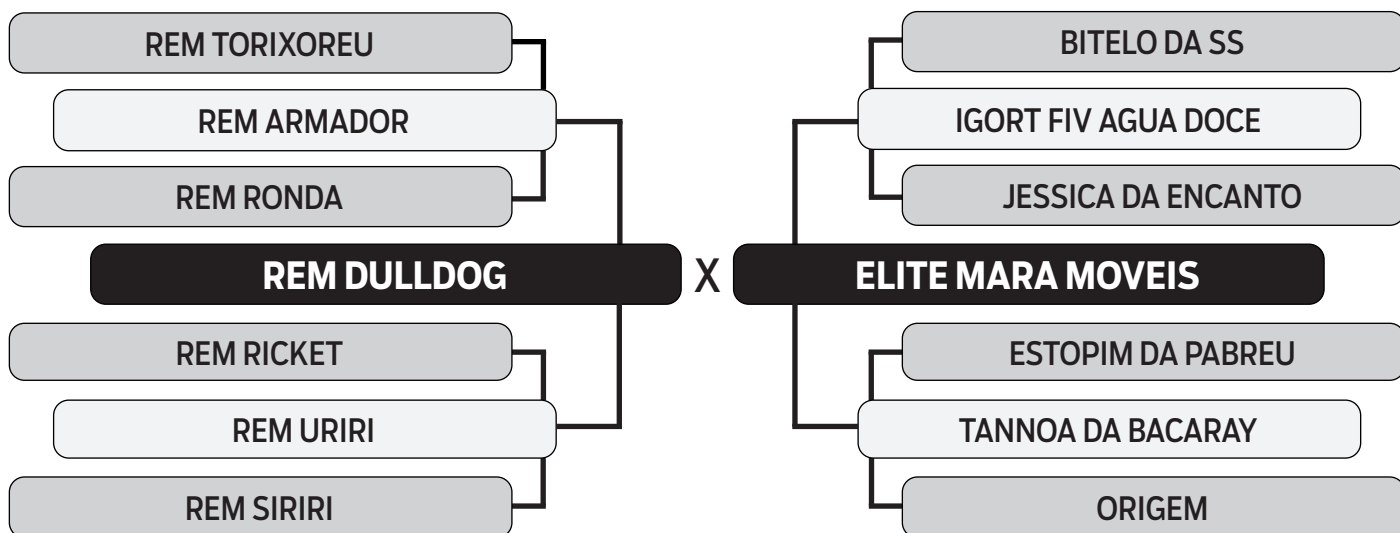 REM TORIXOREU
REM ARMADOR
REM RONDA
REM DULLDOG
REM RICKET
REM URIRI
REM SIRIRI
X
BITELO DA SS
IGORT FIV AGUA DOCE
JESSICA DA ENCANTO
ELITE MARA MOVEIS
ESTOPIM DA PABREU
TANNOA DA BACARAY
ORIGEM